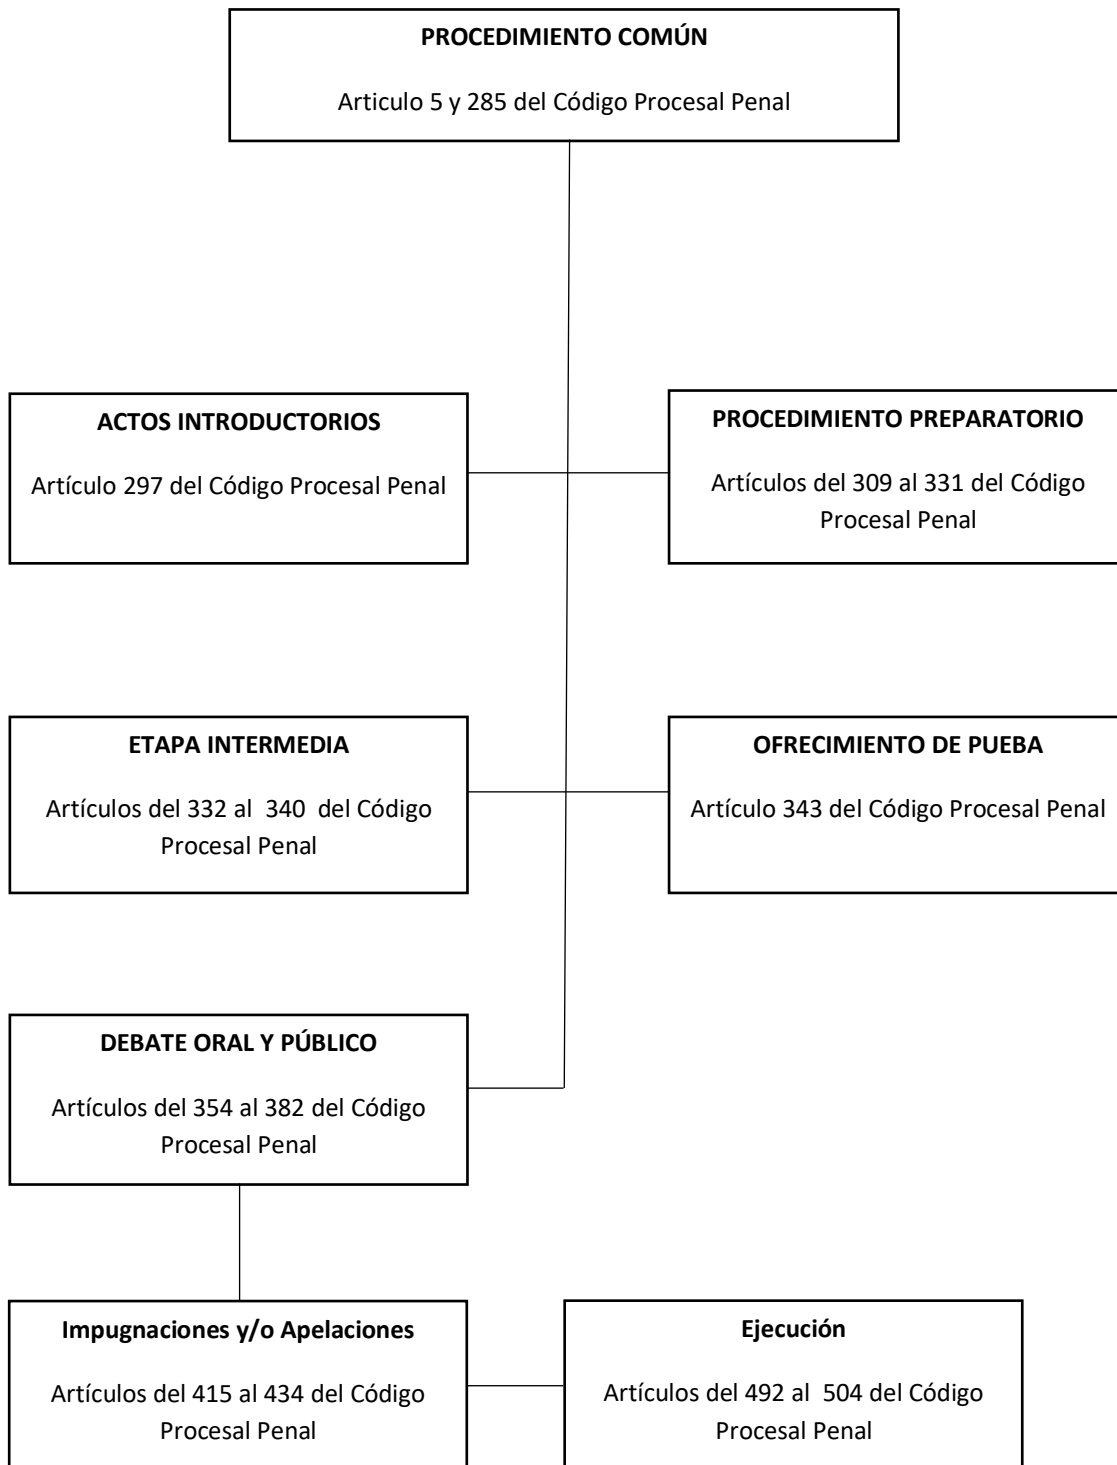 PROCEDIMIENTO COMÚN
Articulo 5 y 285 del Código Procesal Penal
ACTOS INTRODUCTORIOS
Artículo 297 del Código Procesal Penal
PROCEDIMIENTO PREPARATORIO
Artículos del 309 al 331 del Código
Procesal Penal
ETAPA INTERMEDIA
Artículos del 332 al 340 del Código
Procesal Penal
OFRECIMIENTO DE PUEBA
Artículo 343 del Código Procesal Penal
DEBATE ORAL Y PÚBLICO
Artículos del 354 al 382 del Código
Procesal Penal
Impugnaciones y/o Apelaciones
Artículos del 415 al 434 del Código
Procesal Penal
Ejecución
Artículos del 492 al 504 del Código
Procesal Penal